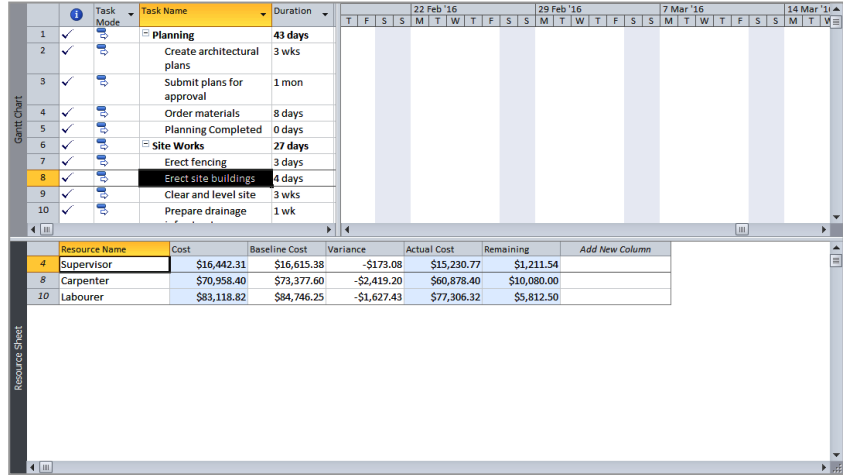 Task Mode Task Name Duration
22 Feb '16 29 Feb '16 7 Mar '16 14 Mar '1
T F S S M T W T F S S M T W T F S S M T W T F S S M T W
1 Planning 43 days
2 Create architectural 3 wks
plans
3 Submit plans for 1 mon
approval
4 Order materials 8 days
5 Planning Completed 0 days
6 Site Works 27 days
7 Erect fencing 3 days
8 Erect site buildings 4 days
9 Clear and level site 3 wks
10 Prepare drainage 1 wk
Gantt Chart
Resource Name Cost Baseline Cost Variance Actual Cost Remaining Add New Column
4 Supervisor $16,442.31 $16,615.38 -$173.08 $15,230.77 $1,211.54
8 Carpenter $70,958.40 $73,377.60 -$2,419.20 $60,878.40 $10,080.00
10 Labourer $83,118.82 $84,746.25 -$1,627.43 $77,306.32 $5,812.50
Resource Sheet